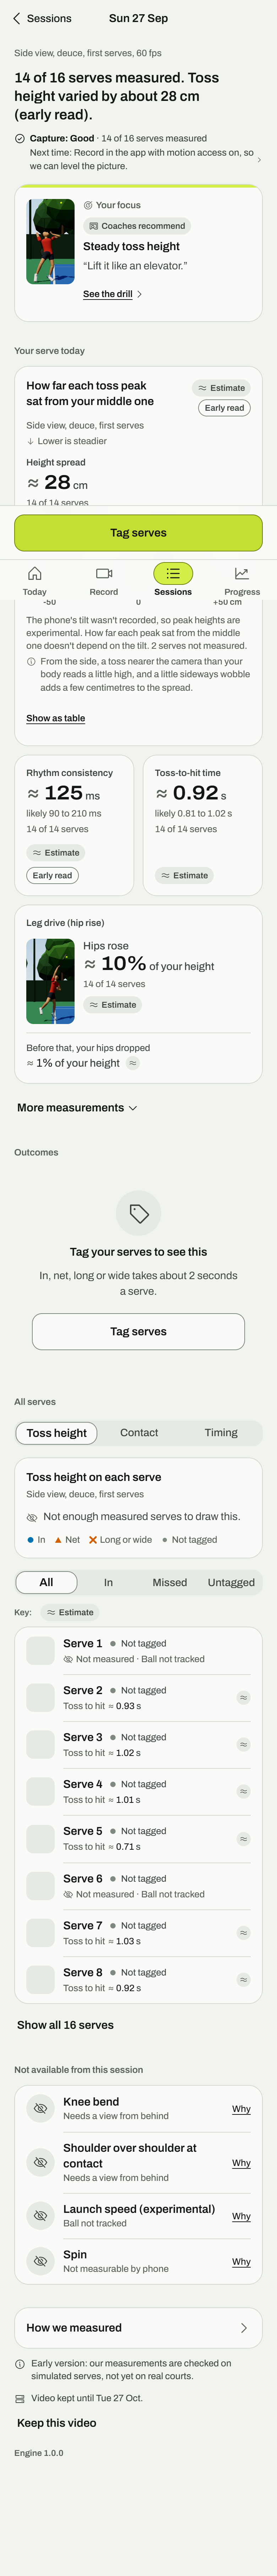 Sessions
Sun 27 Sep
Side view, deuce, first serves, 60 fps
14 of 16 serves measured. Toss
height varied by about 28 cm
(early read).
Capture: Good · 14 of 16 serves measured
Next time: Record in the app with motion access on, so
we can level the picture.
Your focus
Coaches recommend
Steady toss height
“Lift it like an elevator.”
See the drill
Your serve today
How far each toss peak
sat from your middle one
Estimate
Early read
Side view, deuce, first serves
↓ Lower is steadier
Height spread
≈ 28 cm
14 of 14 serves
Tag serves
Today
Record
Sessions
Progress
-50
0
+50 cm
The phone's tilt wasn't recorded, so peak heights are
experimental. How far each peak sat from the middle
one doesn't depend on the tilt. 2 serves not measured.
From the side, a toss nearer the camera than your
body reads a little high, and a little sideways wobble
adds a few centimetres to the spread.
Show as table
Rhythm consistency
≈ 125 ms
likely 90 to 210 ms
14 of 14 serves
Estimate
Early read
Toss-to-hit time
≈ 0.92 s
likely 0.81 to 1.02 s
14 of 14 serves
Estimate
Leg drive (hip rise)
Hips rose
≈ 10% of your height
14 of 14 serves
Estimate
Before that, your hips dropped
≈ 1% of your height
More measurements
Outcomes
Tag your serves to see this
In, net, long or wide takes about 2 seconds
a serve.
Tag serves
All serves
Toss height
Contact
Timing
Toss height on each serve
Side view, deuce, first serves
Not enough measured serves to draw this.
In
Net
Long or wide
Not tagged
All
In
Missed
Untagged
Key:
Estimate
Serve 1
Not tagged
Not measured · Ball not tracked
Serve 2
Not tagged
Toss to hit ≈ 0.93 s
Serve 3
Not tagged
Toss to hit ≈ 1.02 s
Serve 4
Not tagged
Toss to hit ≈ 1.01 s
Serve 5
Not tagged
Toss to hit ≈ 0.71 s
Serve 6
Not tagged
Not measured · Ball not tracked
Serve 7
Not tagged
Toss to hit ≈ 1.03 s
Serve 8
Not tagged
Toss to hit ≈ 0.92 s
Show all 16 serves
Not available from this session
Knee bend
Needs a view from behind
Why
Shoulder over shoulder at
contact
Needs a view from behind
Why
Launch speed (experimental)
Ball not tracked
Why
Spin
Not measurable by phone
Why
How we measured
Early version: our measurements are checked on
simulated serves, not yet on real courts.
Video kept until Tue 27 Oct.
Keep this video
Engine 1.0.0